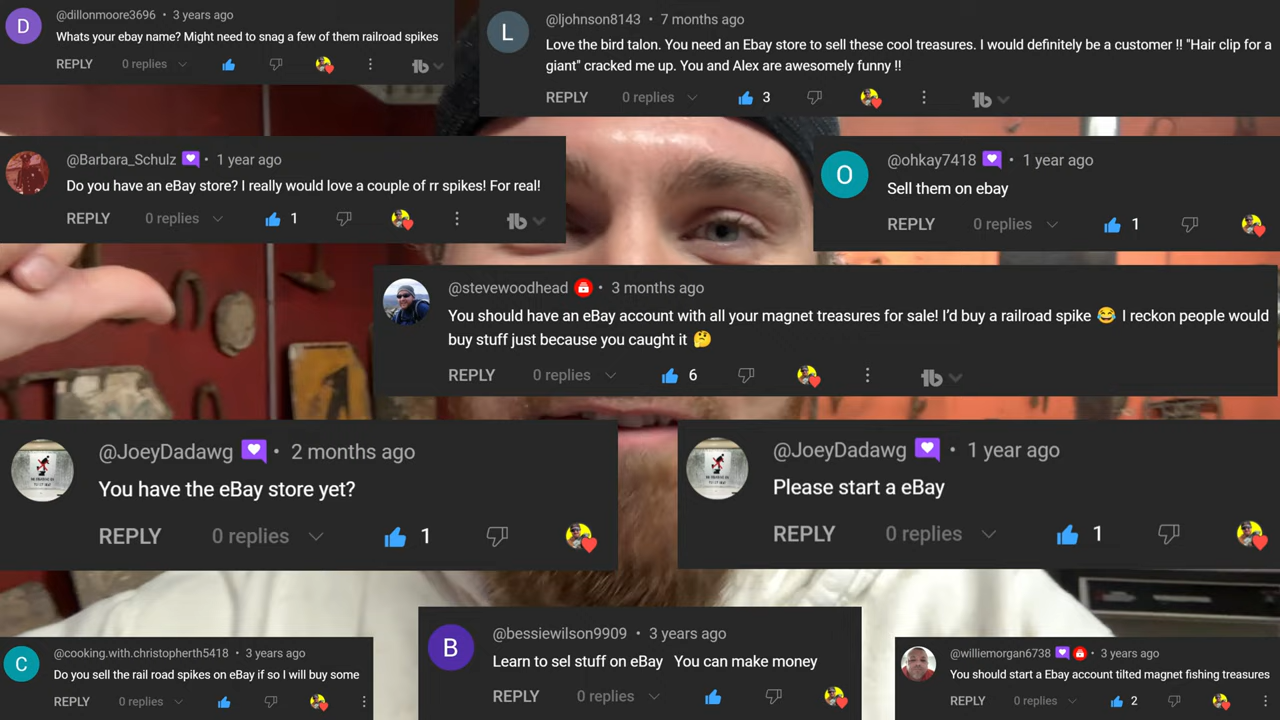 @dillonmoore3696 • 3 years ago
Whats your ebay name? Might need to snag a few of them railroad spikes
REPLY 0 replies
@ljohnson8143 • 7 months ago
Love the bird talon. You need an Ebay store to sell these cool treasures. I would definitely be a customer !! "Hair clip for a
giant" cracked me up. You and Alex are awesomely funny !!
REPLY 0 replies 3
@Barbara_Schulz • 1 year ago
Do you have an eBay store? I really would love a couple of rr spikes! For real!
REPLY 0 replies 1
@ohkay7418 • 1 year ago
Sell them on ebay
REPLY 0 replies 1
@stevewoodhead • 3 months ago
You should have an eBay account with all your magnet treasures for sale! I'd buy a railroad spike 😂 I reckon people would
buy stuff just because you caught it 🤔
REPLY 0 replies 6
@JoeyDadawg • 2 months ago
You have the eBay store yet?
REPLY 0 replies 1
@JoeyDadawg • 1 year ago
Please start a eBay
REPLY 0 replies 1
@cooking.with.christopherth5418 • 3 years ago
Do you sell the rail road spikes on eBay if so I will buy some
REPLY 0 replies
@bessiewilson9909 • 3 years ago
Learn to sel stuff on eBay You can make money
REPLY 0 replies
@williemorgan6738 • 3 years ago
You should start a Ebay account tilted magnet fishing treasures
REPLY 0 replies 2